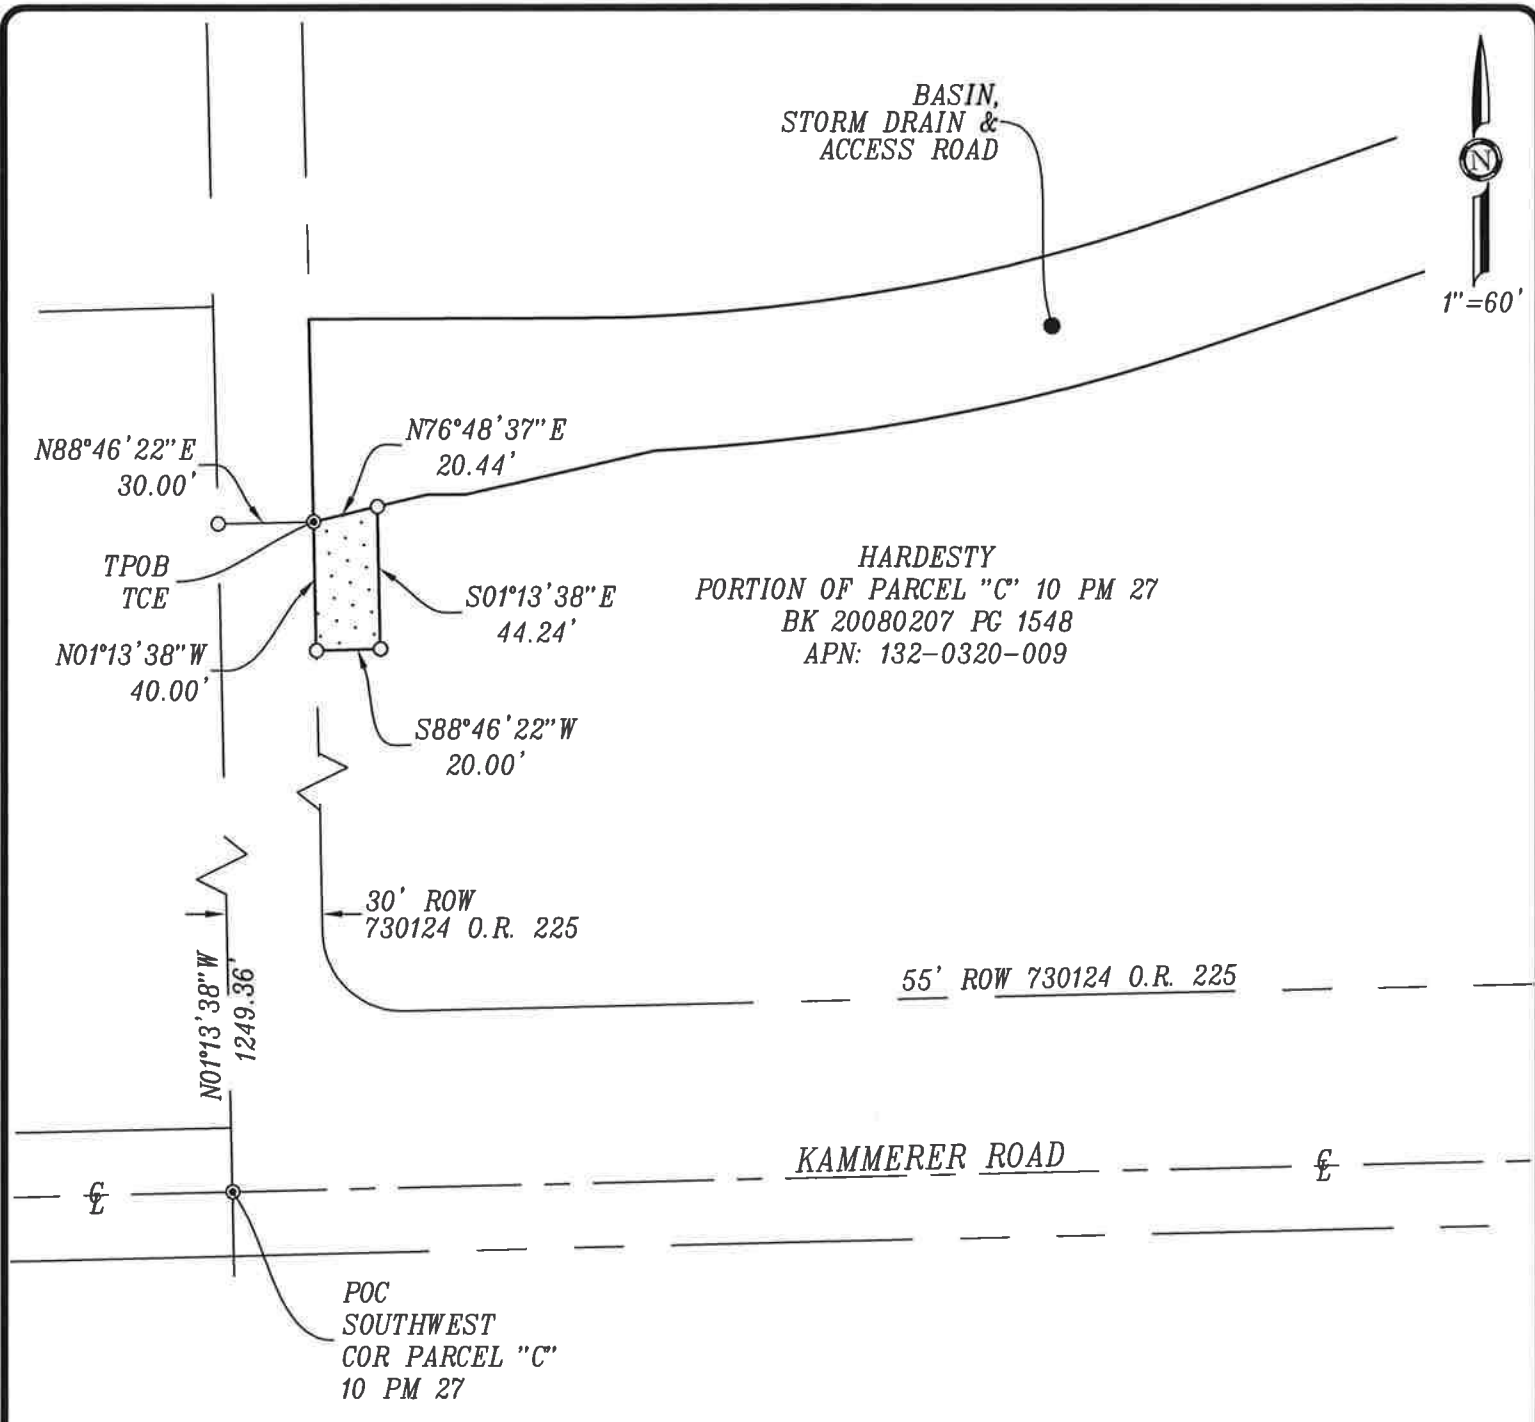 BASIN,
STORM DRAIN &
ACCESS ROAD
N
1"=60'
N88°46'22"E
30.00'
N76°48'37"E
20.44'
TPOB
TCE
S01°13'38"E
44.24'
HARDESTY
PORTION OF PARCEL "C" 10 PM 27
BK 20080207 PG 1548
APN: 132-0320-009
N01°13'38"W
40.00'
S88°46'22"W
20.00'
30' ROW
730124 O.R. 225
N01°13'38"W
1249.36'
55' ROW 730124 O.R. 225
KAMMERER ROAD
℄
℄
POC
SOUTHWEST
COR PARCEL "C"
10 PM 27